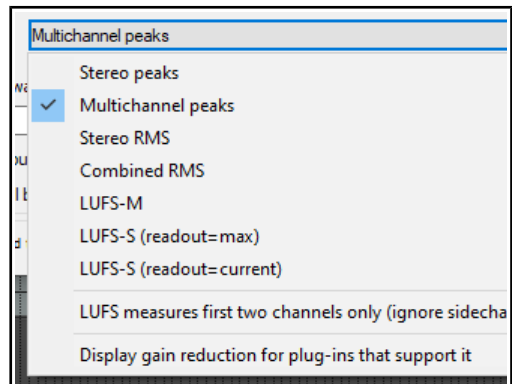 Multichannel peaks
Stereo peaks
Multichannel peaks
Stereo RMS
Combined RMS
LUFS-M
LUFS-S (readout=max)
LUFS-S (readout=current)
LUFS measures first two channels only (ignore sidecha
Display gain reduction for plug-ins that support it